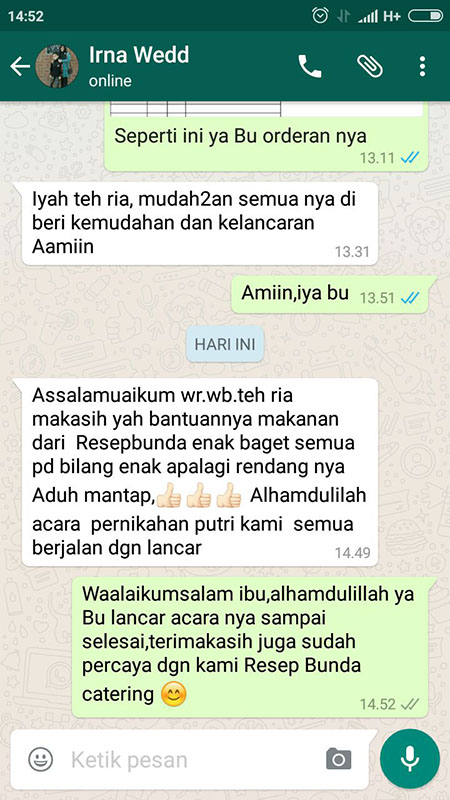 14:52
H+
Irna Wedd
online
Seperti ini ya Bu orderan nya
13.11
Iyah teh ria, mudah2an semua nya di
beri kemudahan dan kelancaran
Aamiin
13.31
Amiin,iya bu
13.51
HARI INI
Assalamuaikum wr.wb.teh ria
makasih yah bantuannya makanan
dari Resepbunda enak baget semua
pd bilang enak apalagi rendang nya
Aduh mantap,👍🏻👍🏻👍🏻 Alhamdulilah
acara pernikahan putri kami semua
berjalan dgn lancar
14.49
Waalaikumsalam ibu,alhamdulillah ya
Bu lancar acara nya sampai
selesai,terimakasih juga sudah
percaya dgn kami Resep Bunda
catering 😊
14.52
Ketik pesan